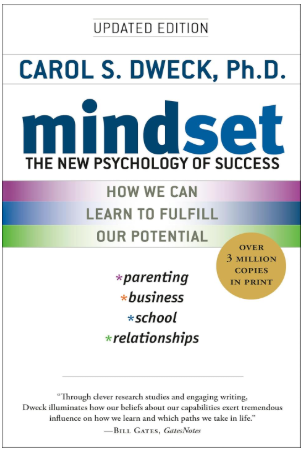 UPDATED EDITION
CAROL S. DWECK, Ph.D.
mindset
THE NEW PSYCHOLOGY OF SUCCESS
HOW WE CAN
LEARN TO FULFILL
OUR POTENTIAL
OVER
3 MILLION
COPIES
IN PRINT
*parenting
*business
*school
*relationships
"Through clever research studies and engaging writing,
Dweck illuminates how our beliefs about our capabilities exert tremendous
influence on how we learn and which paths we take in life."
—BILL GATES, GatesNotes